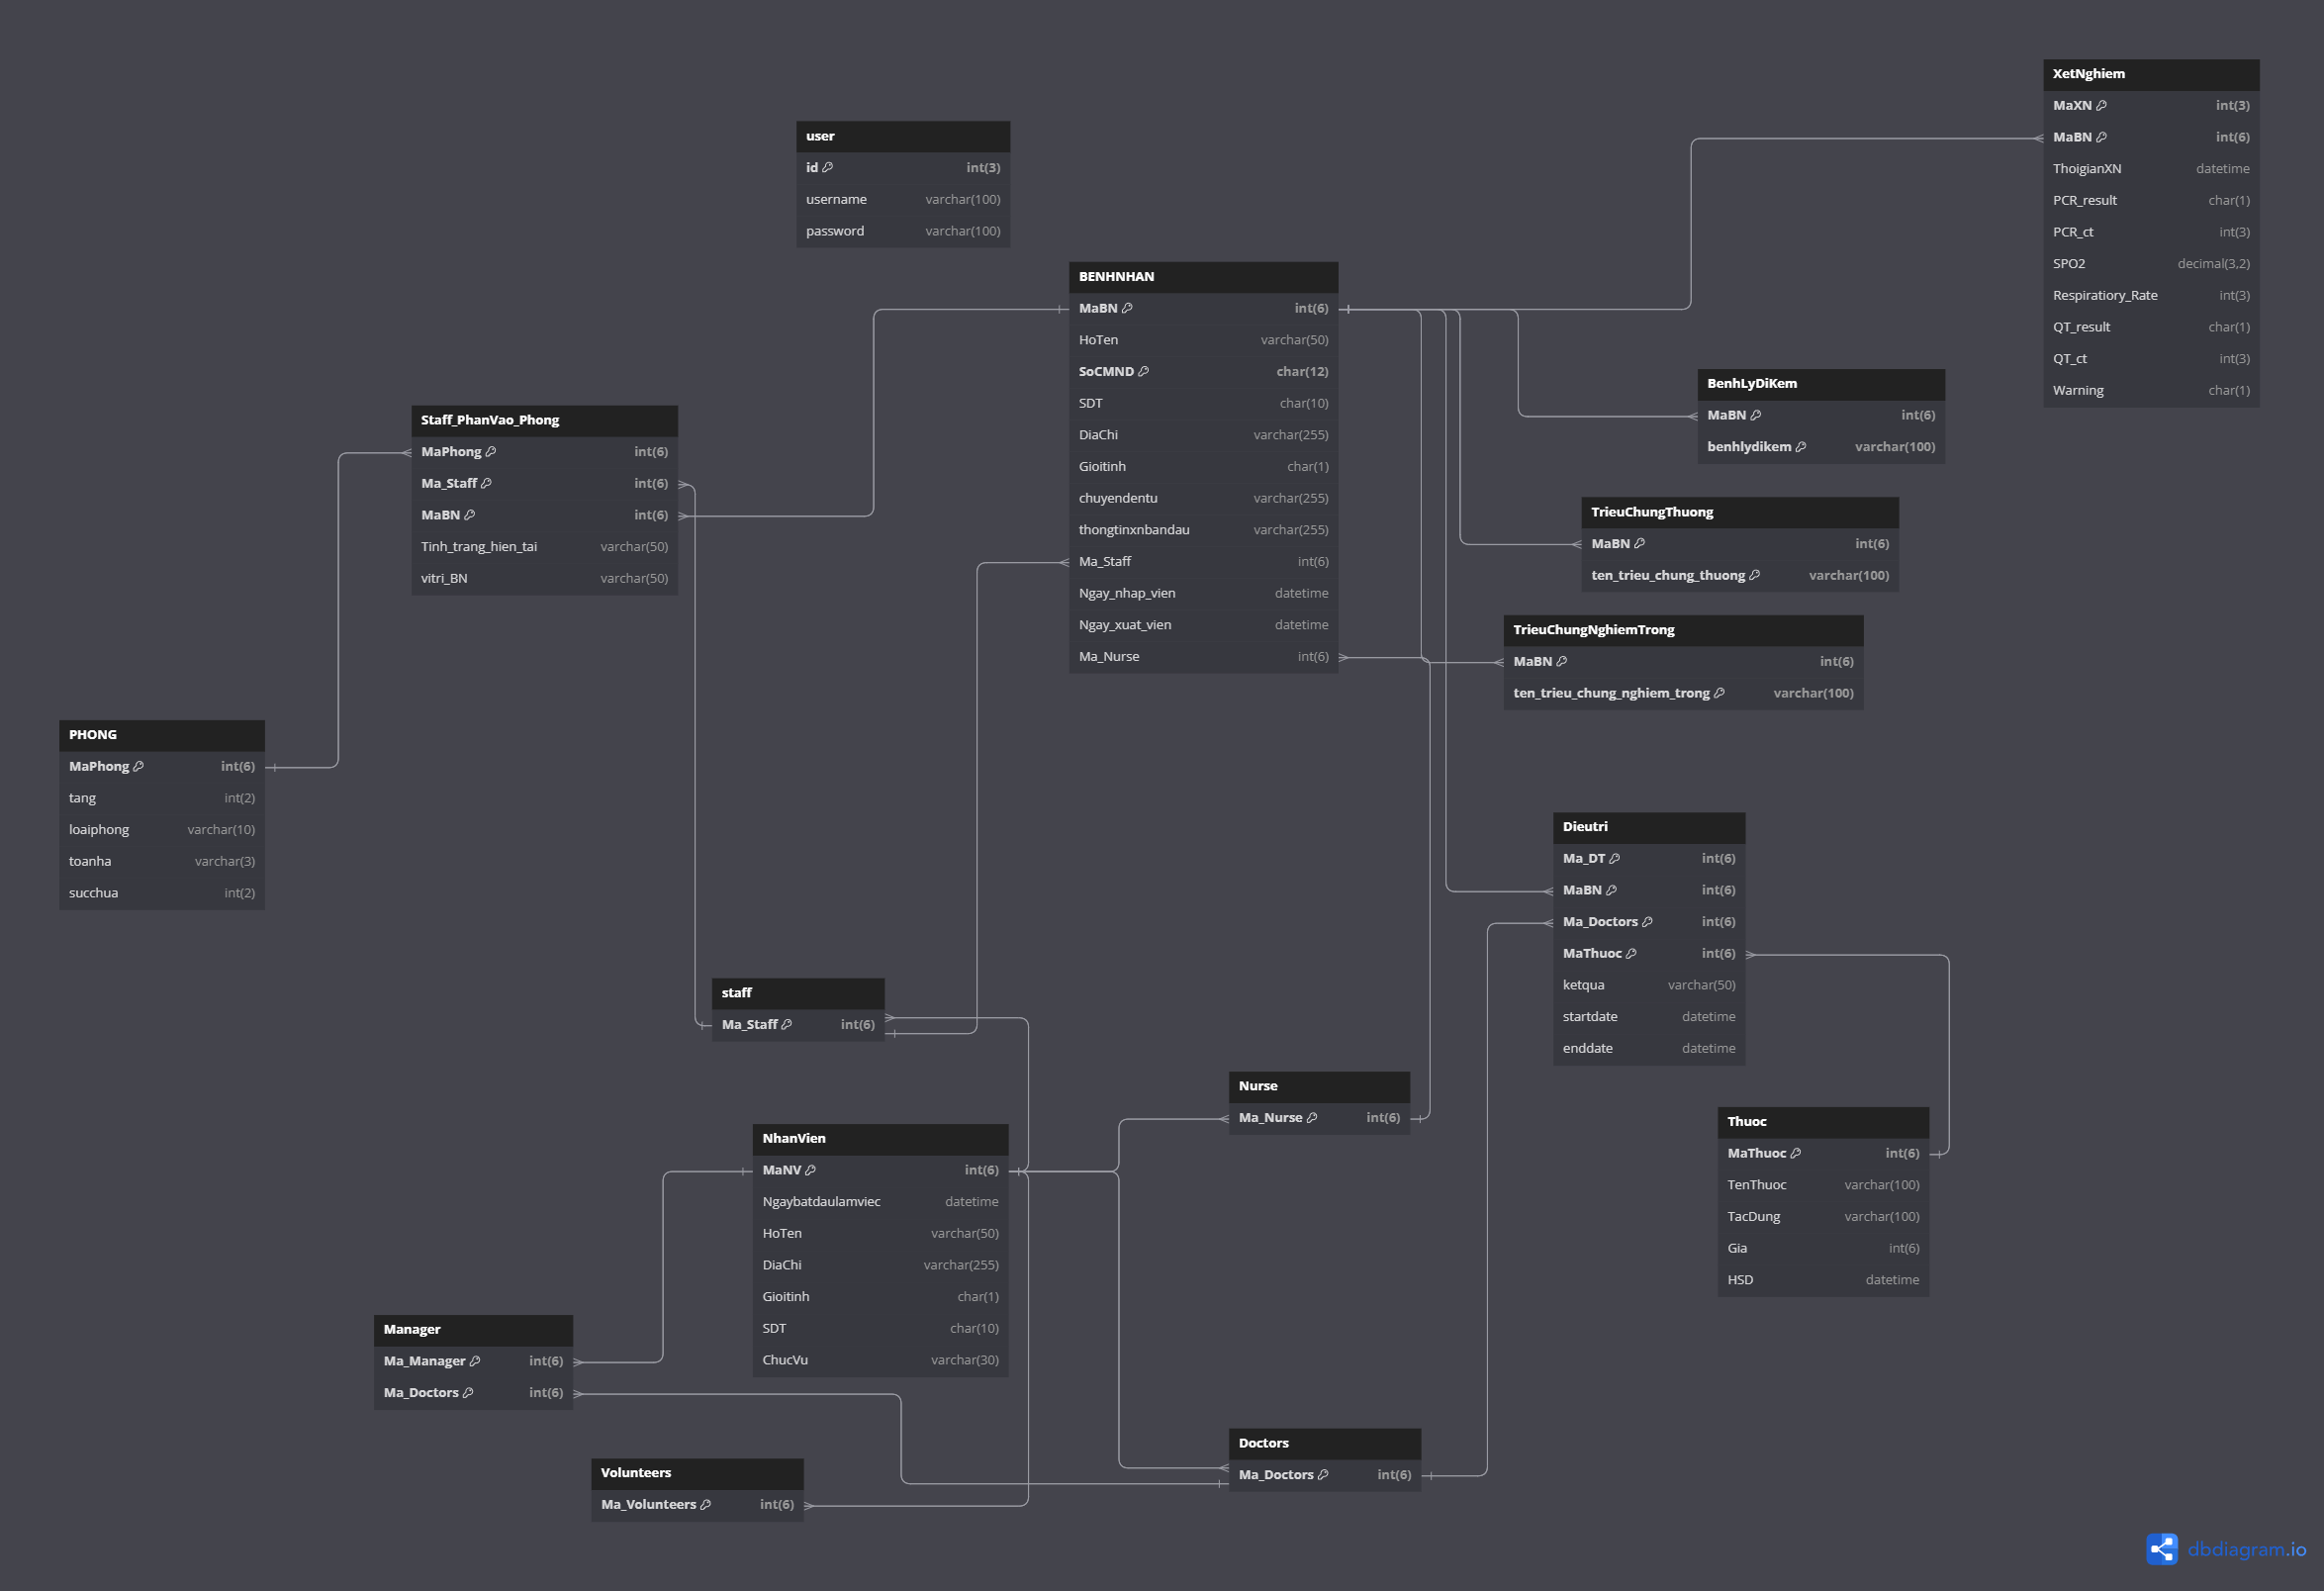 user
id int(3)
username varchar(100)
password varchar(100)
XetNghiem
MaXN int(3)
MaBN int(6)
ThoigianXN datetime
PCR_result char(1)
PCR_ct int(3)
SPO2 decimal(3,2)
Respiratiory_Rate int(3)
QT_result char(1)
QT_ct int(3)
Warning char(1)
BENHNHAN
MaBN int(6)
HoTen varchar(50)
SoCMND char(12)
SDT char(10)
DiaChi varchar(255)
Gioitinh char(1)
chuyendentu varchar(255)
thongtinxnbandau varchar(255)
Ma_Staff int(6)
Ngay_nhap_vien datetime
Ngay_xuat_vien datetime
Ma_Nurse int(6)
BenhLyDiKem
MaBN int(6)
benhlydikem varchar(100)
Staff_PhanVao_Phong
MaPhong int(6)
Ma_Staff int(6)
MaBN int(6)
Tinh_trang_hien_tai varchar(50)
vitri_BN varchar(50)
TrieuChungThuong
MaBN int(6)
ten_trieu_chung_thuong varchar(100)
TrieuChungNghiemTrong
MaBN int(6)
ten_trieu_chung_nghiem_trong varchar(100)
PHONG
MaPhong int(6)
tang int(2)
loaiphong varchar(10)
toanha varchar(3)
succhua int(2)
Dieutri
Ma_DT int(6)
MaBN int(6)
Ma_Doctors int(6)
MaThuoc int(6)
ketqua varchar(50)
startdate datetime
enddate datetime
staff
Ma_Staff int(6)
Nurse
Ma_Nurse int(6)
Thuoc
MaThuoc int(6)
TenThuoc varchar(100)
TacDung varchar(100)
Gia int(6)
HSD datetime
NhanVien
MaNV int(6)
Ngaybatdaulamviec datetime
HoTen varchar(50)
DiaChi varchar(255)
Gioitinh char(1)
SDT char(10)
ChucVu varchar(30)
Manager
Ma_Manager int(6)
Ma_Doctors int(6)
Doctors
Ma_Doctors int(6)
Volunteers
Ma_Volunteers int(6)
dbdiagram.io